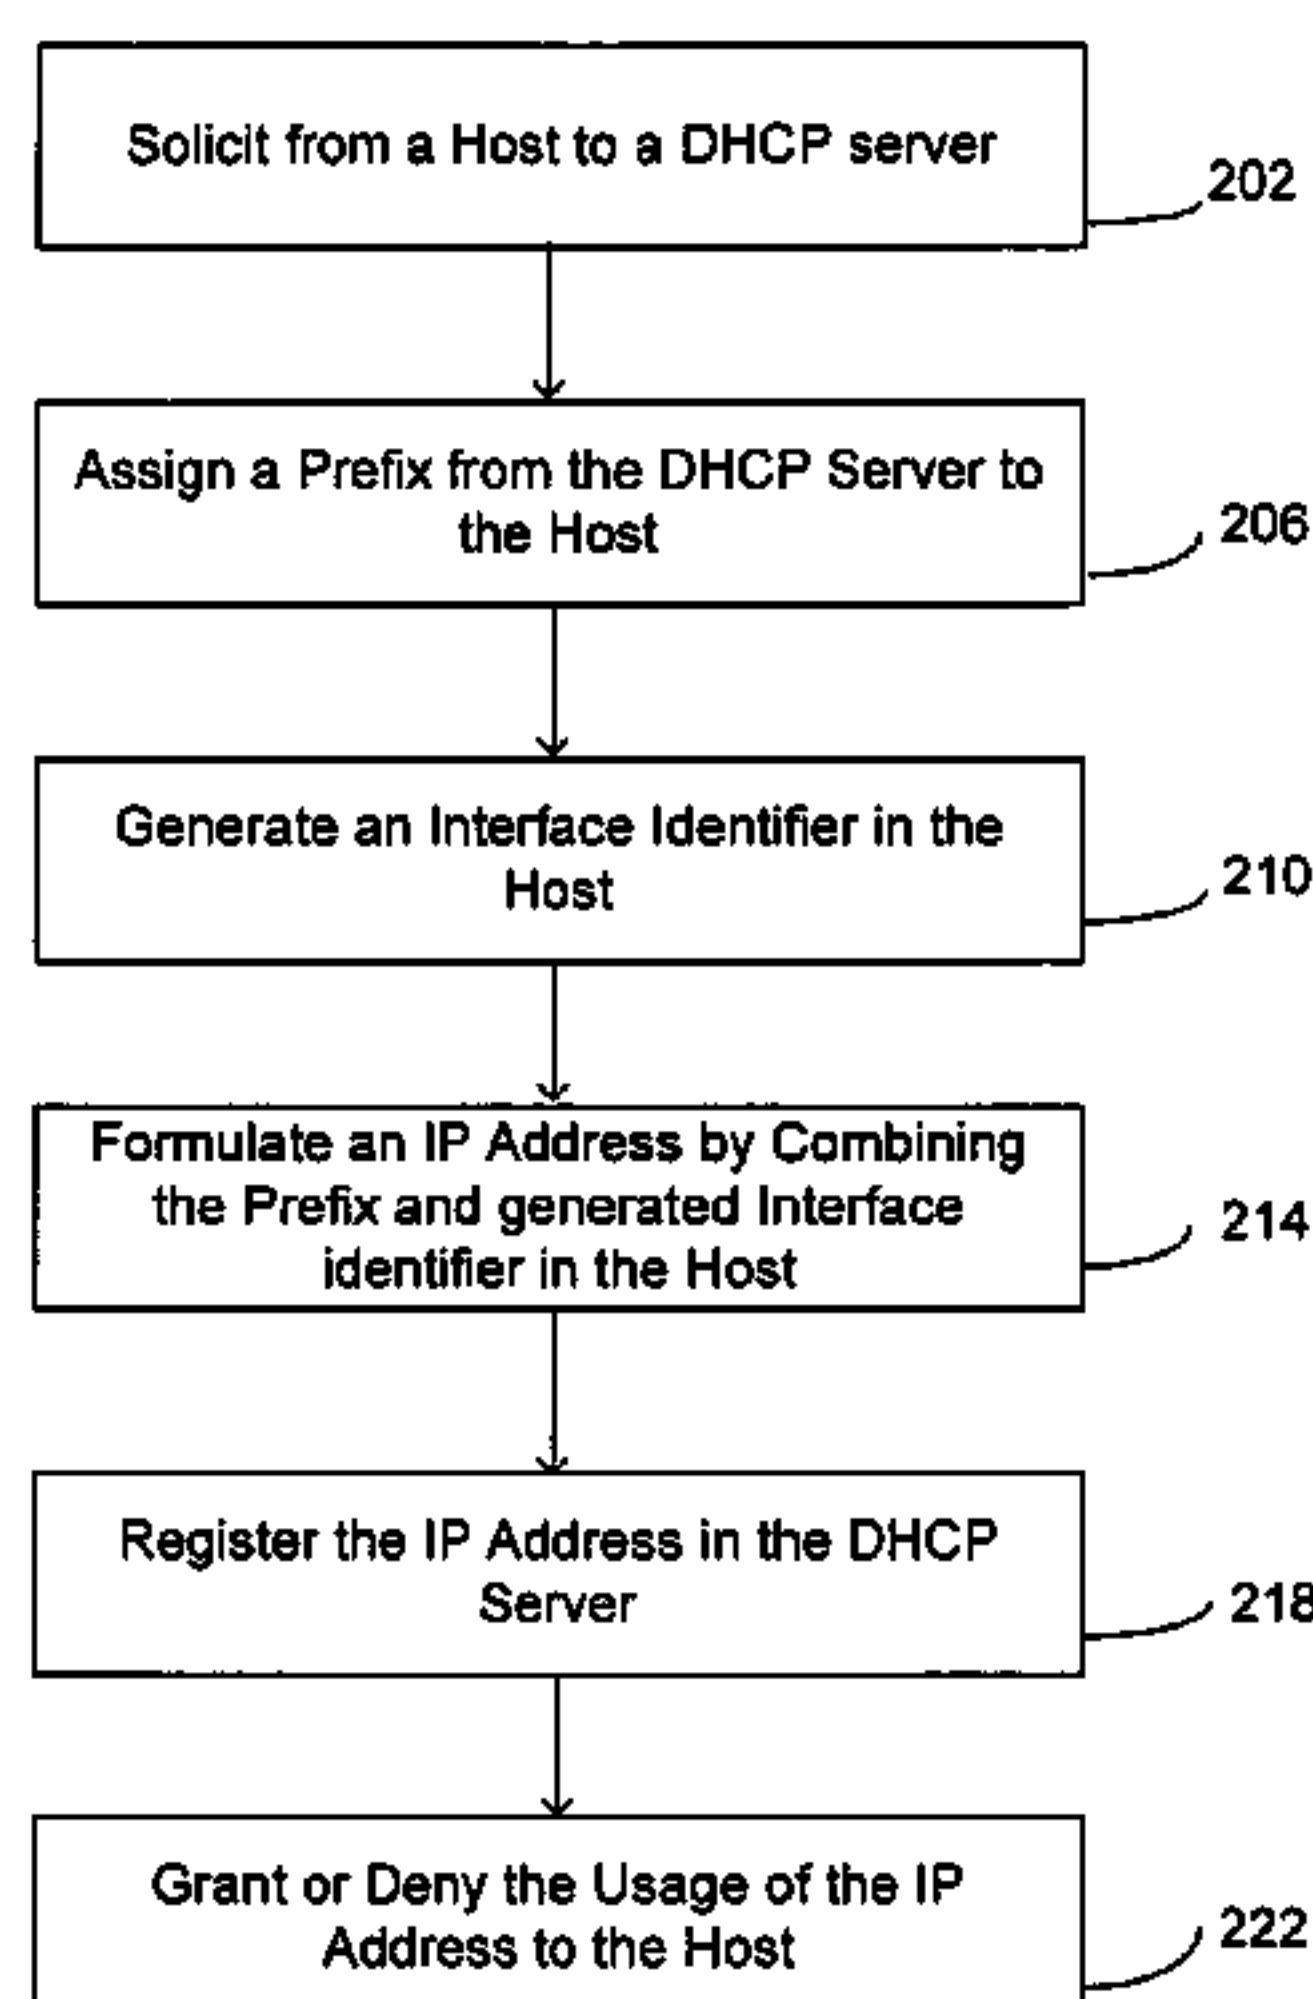 Solicit from a Host to a DHCP server
202
Assign a Prefix from the DHCP Server to
the Host
206
Generate an Interface Identifier in the
Host
210
Formulate an IP Address by Combining
the Prefix and generated Interface
identifier in the Host
214
Register the IP Address in the DHCP
Server
218
Grant or Deny the Usage of the IP
Address to the Host
222